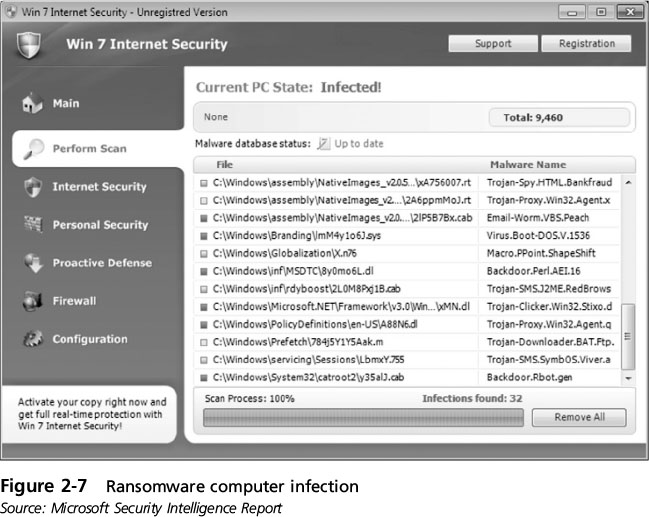 Win 7 Internet Security - Unregistred Version
Win 7 Internet Security
Support
Registration
Main
Perform Scan
Internet Security
Personal Security
Proactive Defense
Firewall
Configuration
Activate your copy right now and
get full real-time protection with
Win 7 Internet Security!
Current PC State: Infected!
None
Total: 9,460
Malware database status: Up to date
File Malware Name
C:\Windows\assembly\NativeImages_v2.0.5...\xA756007.rt Trojan-Spy.HTML.Bankfraud
C:\Windows\assembly\NativeImages_v2...\2A6ppmMoJ.rt Trojan-Proxy.Win32.Agent.x
C:\Windows\assembly\NativeImages_v2.0....\2lP5B7Bx.cab Email-Worm.VBS.Peach
C:\Windows\Branding\lmM4y1o6J.sys Virus.Boot-DOS.V.1536
C:\Windows\Globalization\X.n76 Macro.PPoint.ShapeShift
C:\Windows\inf\MSDTC\8y0mo6L.dl Backdoor.Perl.AEI.16
C:\Windows\inf\rdyboost\2L0M8Pxj1B.cab Trojan-SMS.J2ME.RedBrows
C:\Windows\Microsoft.NET\Framework\v3.0\Win...\xMN.dl Trojan-Clicker.Win32.Stixo.d
C:\Windows\PolicyDefinitions\en-US\A88N6.dl Trojan-Proxy.Win32.Agent.q
C:\Windows\Prefetch\784j5Y1Y5Aak.m Trojan-Downloader.BAT.Ftp.
C:\Windows\servicing\Sessions\LbmxY.755 Trojan-SMS.SymbOS.Viver.a
C:\Windows\System32\catroot2\y35alJ.cab Backdoor.Rbot.gen
Scan Process: 100% Infections found: 32
Remove All
Figure 2-7 Ransomware computer infection
Source: Microsoft Security Intelligence Report